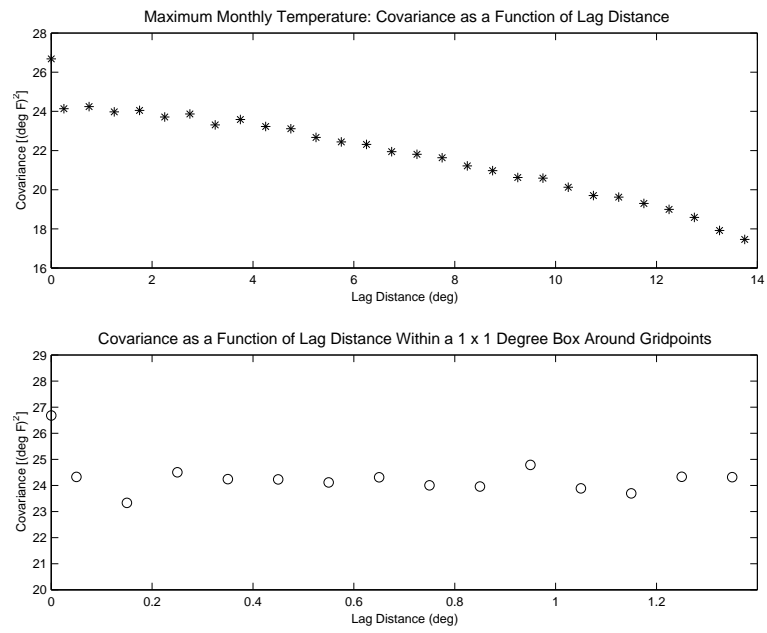 Maximum Monthly Temperature: Covariance as a Function of Lag Distance
28
26
24
22
20
18
16
Covariance [(deg F)²]
0 2 4 6 8 10 12 14
Lag Distance (deg)
Covariance as a Function of Lag Distance Within a 1 x 1 Degree Box Around Gridpoints
29
28
27
26
25
24
23
22
21
20
Covariance [(deg F)²]
0 0.2 0.4 0.6 0.8 1 1.2
Lag Distance (deg)